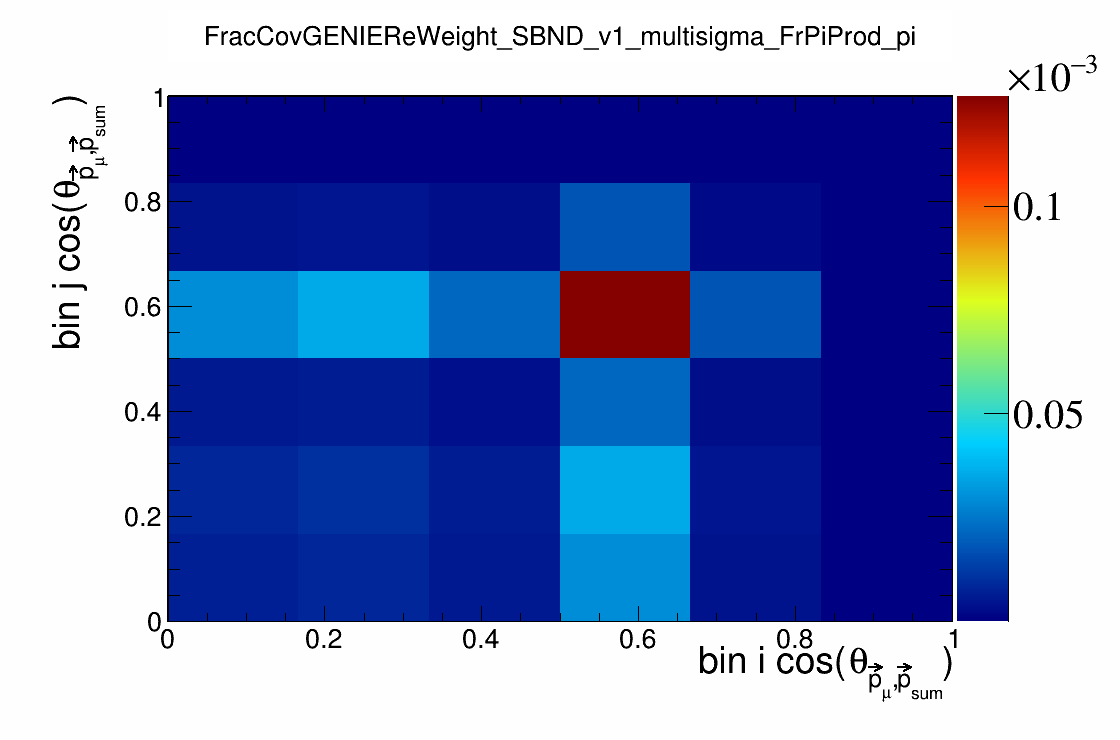 FracCovGENIEReWeight_SBND_v1_multisigma_FrPiProd_pi
×10⁻³
bin j cos(θ p⃗μ,p⃗sum)
1
0.8
0.6
0.4
0.2
0
0 0.2 0.4 0.6 0.8 1
bin i cos(θ p⃗μ,p⃗sum)
0.1
0.05